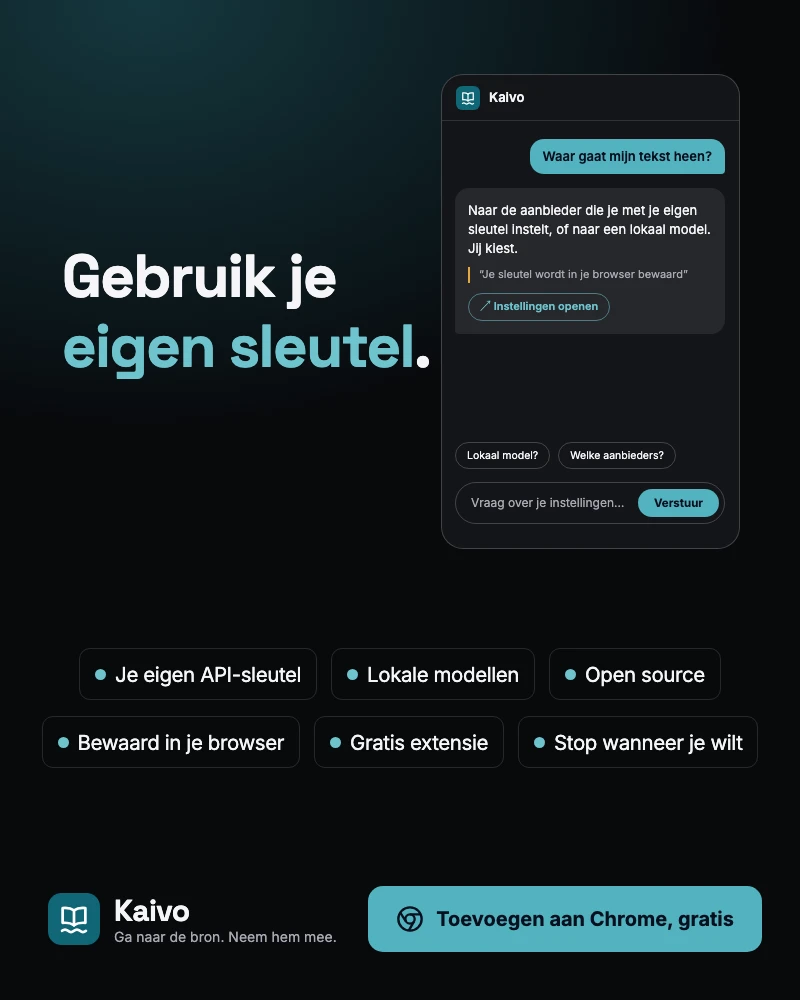 Kaivo
Waar gaat mijn tekst heen?
Naar de aanbieder die je met je eigen
sleutel instelt, of naar een lokaal model.
Jij kiest.
"Je sleutel wordt in je browser bewaard"
↗ Instellingen openen
Gebruik je
eigen sleutel.
Lokaal model?
Welke aanbieders?
Vraag over je instellingen...
Verstuur
Je eigen API-sleutel
Lokale modellen
Open source
Bewaard in je browser
Gratis extensie
Stop wanneer je wilt
Kaivo
Ga naar de bron. Neem hem mee.
Toevoegen aan Chrome, gratis